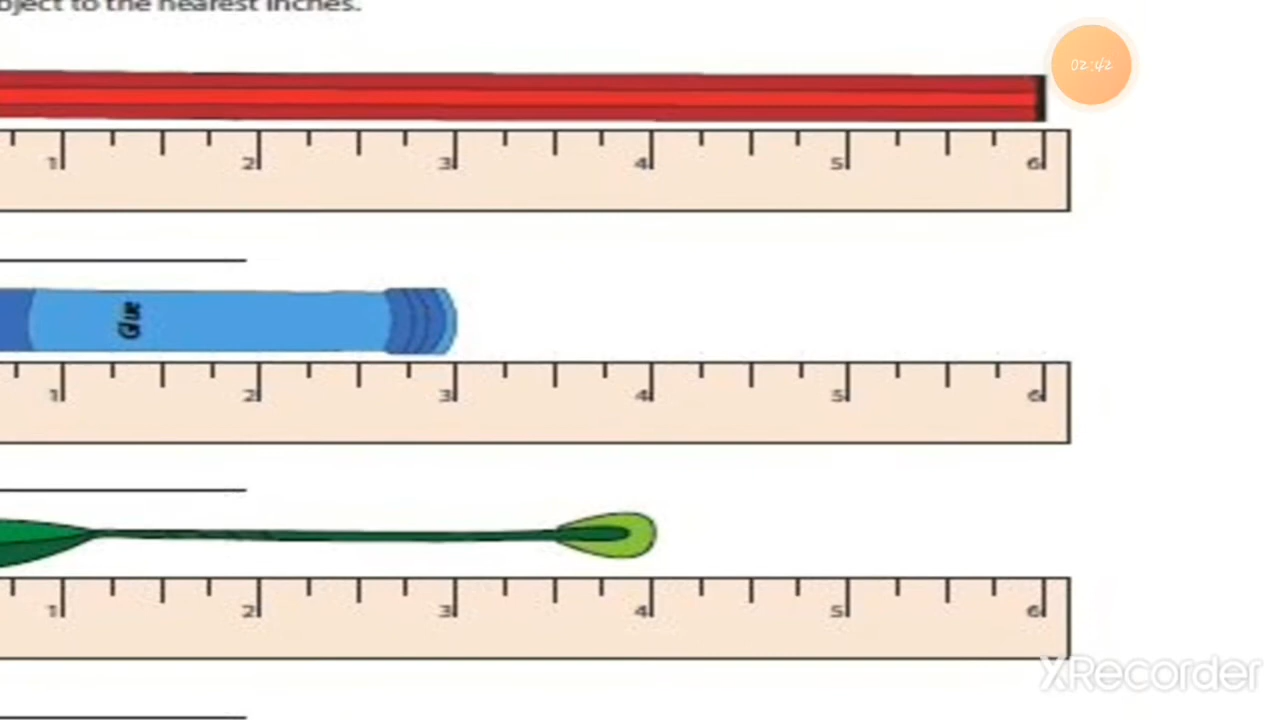 object to the nearest inches.
02:42
1 2 3 4 5 6
Glue
1 2 3 4 5 6
1 2 3 4 5 6
XRecorder